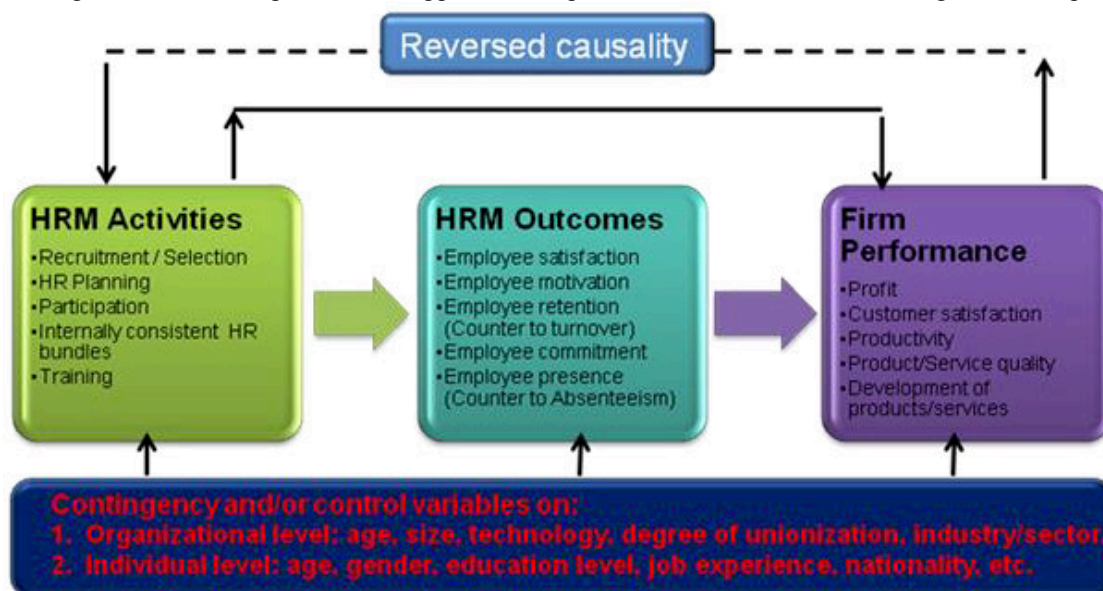 Reversed causality
HRM Activities
•Recruitment / Selection
•HR Planning
•Participation
•Internally consistent HR
bundles
•Training
HRM Outcomes
•Employee satisfaction
•Employee motivation
•Employee retention
(Counter to turnover)
•Employee commitment
•Employee presence
(Counter to Absenteeism)
Firm
Performance
•Profit
•Customer satisfaction
•Productivity
•Product/Service quality
•Development of
products/services
Contingency and/or control variables on:
1. Organizational level: age, size, technology, degree of unionization, industry/sector
2. Individual level: age, gender, education level, job experience, nationality, etc.